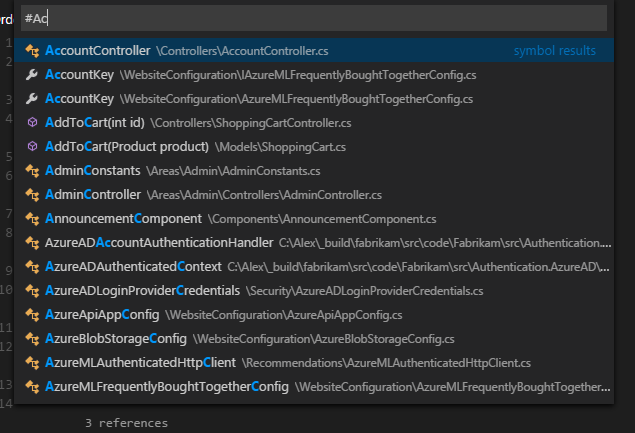 #Ac
AccountController \Controllers\AccountController.cs symbol results
AccountKey \WebsiteConfiguration\IAzureMLFrequentlyBoughtTogetherConfig.cs
AccountKey \WebsiteConfiguration\AzureMLFrequentlyBoughtTogetherConfig.cs
AddToCart(int id) \Controllers\ShoppingCartController.cs
AddToCart(Product product) \Models\ShoppingCart.cs
AdminConstants \Areas\Admin\AdminConstants.cs
AdminController \Areas\Admin\Controllers\AdminController.cs
AnnouncementComponent \Components\AnnouncementComponent.cs
AzureADAccountAuthenticationHandler C:\Alex\_build\fabrikam\src\code\Fabrikam\src\Authentication....
AzureADAuthenticatedContext C:\Alex\_build\fabrikam\src\code\Fabrikam\src\Authentication.AzureAD\...
AzureADLoginProviderCredentials \Security\AzureADLoginProviderCredentials.cs
AzureApiAppConfig \WebsiteConfiguration\AzureApiAppConfig.cs
AzureBlobStorageConfig \WebsiteConfiguration\AzureBlobStorageConfig.cs
AzureMLAuthenticatedHttpClient \Recommendations\AzureMLAuthenticatedHttpClient.cs
AzureMLFrequentlyBoughtTogetherConfig \WebsiteConfiguration\AzureMLFrequentlyBoughtTogether...
3 references